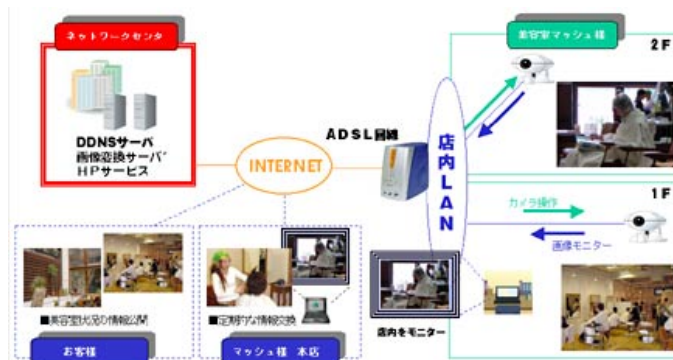 ネットワークセンタ
DDNSサーバ
画像変換サーバ
HPサービス
INTERNET
ADSL回線
店内LAN
美容室マッシュ様
2F
1F
カメラ操作
画像モニター
店内をモニター
■美容室状況の情報公開
お客様
■定期的な情報交換
マッシュ様 本店